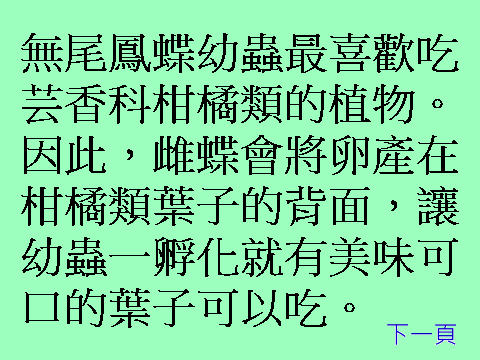 無尾鳳蝶幼蟲最喜歡吃
芸香科柑橘類的植物。
因此，雌蝶會將卵產在
柑橘類葉子的背面，讓
幼蟲一孵化就有美味可
口的葉子可以吃。
下一頁